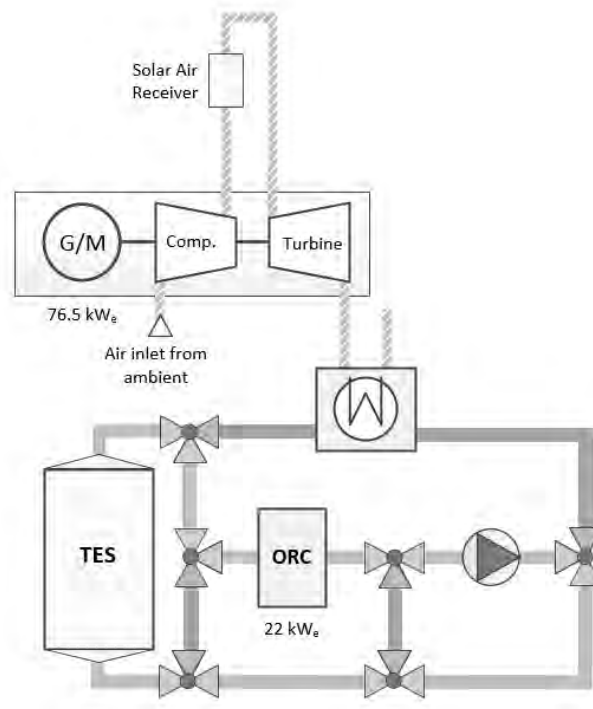 Solar Air
Receiver
G/M
Comp.
Turbine
76.5 kWe
Air inlet from
ambient
TES
ORC
22 kWe